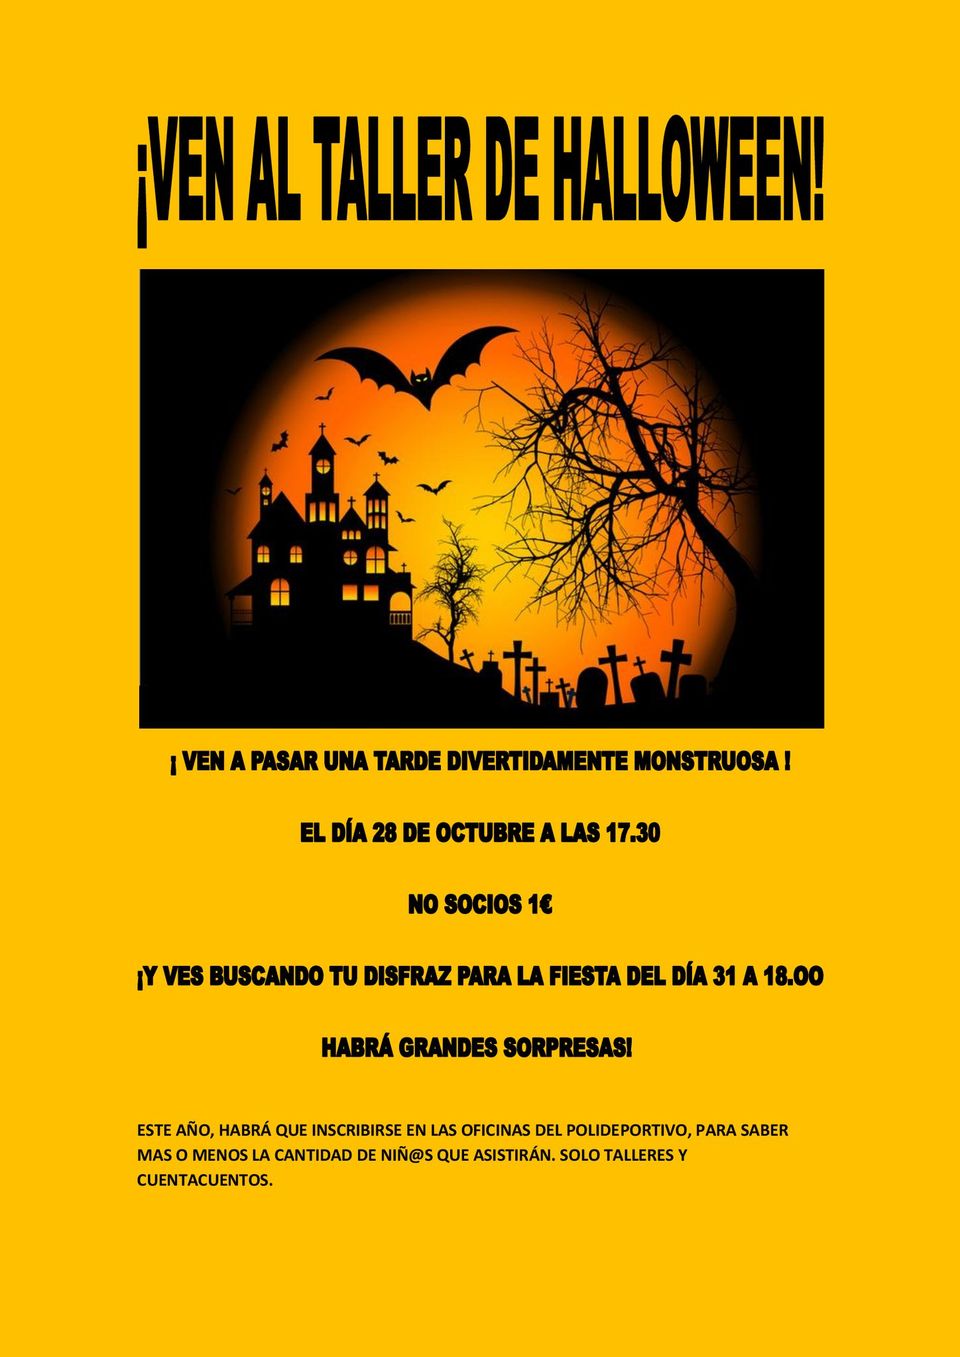 ¡VEN AL TALLER DE HALLOWEEN!
¡ VEN A PASAR UNA TARDE DIVERTIDAMENTE MONSTRUOSA !
EL DÍA 28 DE OCTUBRE A LAS 17.30
NO SOCIOS 1€
¡Y VES BUSCANDO TU DISFRAZ PARA LA FIESTA DEL DÍA 31 A 18.OO
HABRÁ GRANDES SORPRESAS!
ESTE AÑO, HABRÁ QUE INSCRIBIRSE EN LAS OFICINAS DEL POLIDEPORTIVO, PARA SABER
MAS O MENOS LA CANTIDAD DE NIÑ@S QUE ASISTIRÁN. SOLO TALLERES Y
CUENTACUENTOS.